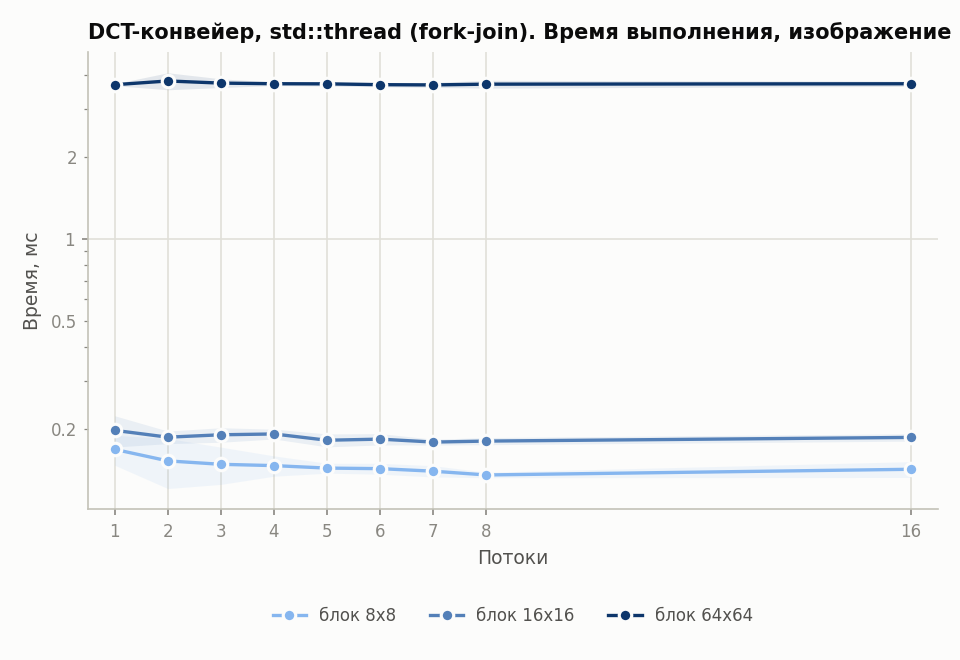 DCT-конвейер, std::thread (fork-join). Время выполнения, изображение
Время, мс
2
1
0.5
0.2
1 2 3 4 5 6 7 8 16
Потоки
блок 8x8 блок 16x16 блок 64x64